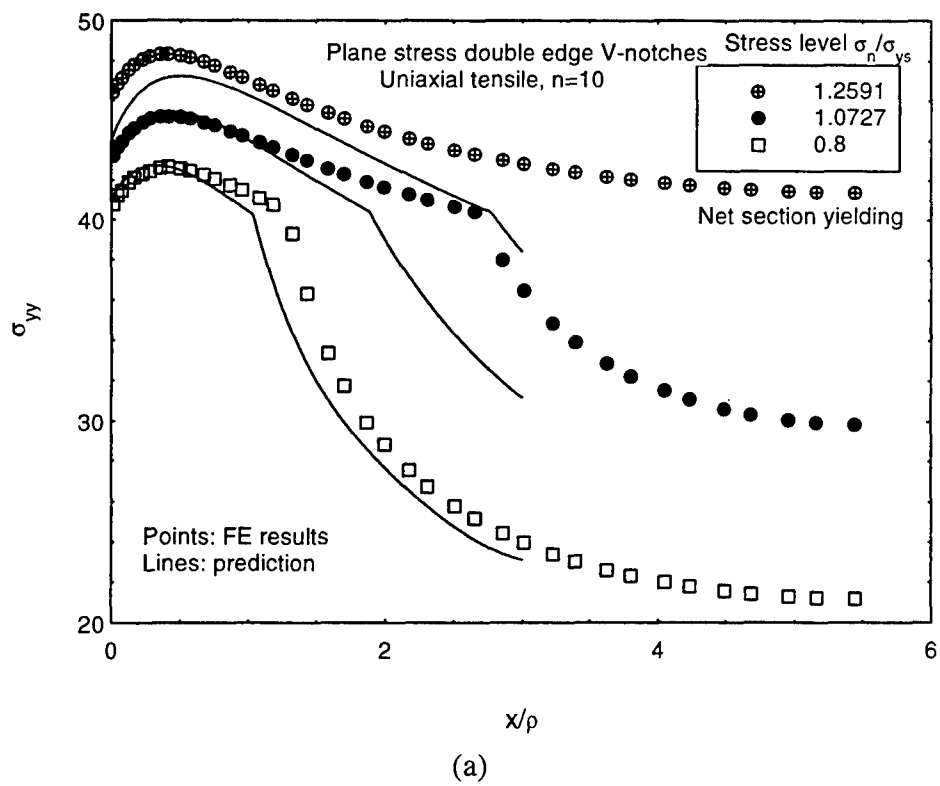 50
40
30
20
0
2
4
6
σyy
x/ρ
Plane stress double edge V-notches
Uniaxial tensile, n=10
Stress level σn/σys
1.2591
1.0727
0.8
Net section yielding
Points: FE results
Lines: prediction
(a)